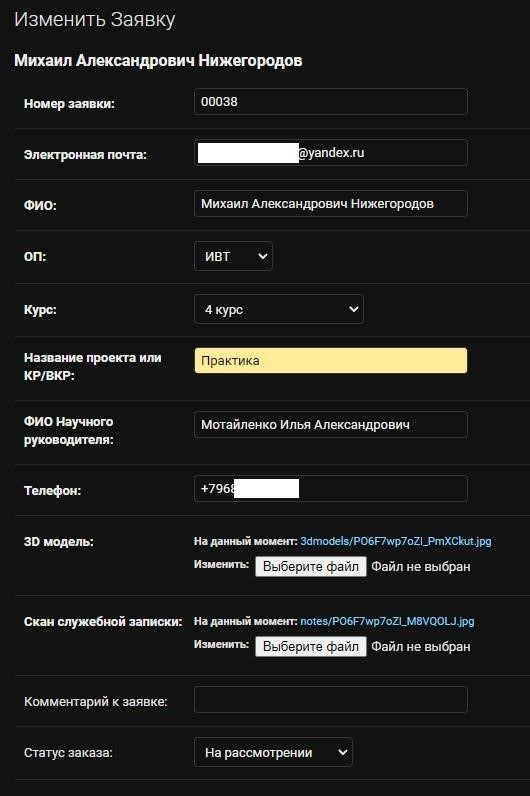 Изменить Заявку
Михаил Александрович Нижегородов
Номер заявки: 00038
Электронная почта: @yandex.ru
ФИО: Михаил Александрович Нижегородов
ОП: ИВТ
Курс: 4 курс
Название проекта или
КР/ВКР:
Практика
ФИО Научного
руководителя:
Мотайленко Илья Александрович
Телефон: +7968
3D модель: На данный момент: 3dmodels/PO6F7wp7oZI_PmXCkut.jpg
Изменить: Выберите файл Файл не выбран
Скан служебной записки: На данный момент: notes/PO6F7wp7oZI_M8VQOLJ.jpg
Изменить: Выберите файл Файл не выбран
Комментарий к заявке:
Статус заказа: На рассмотрении